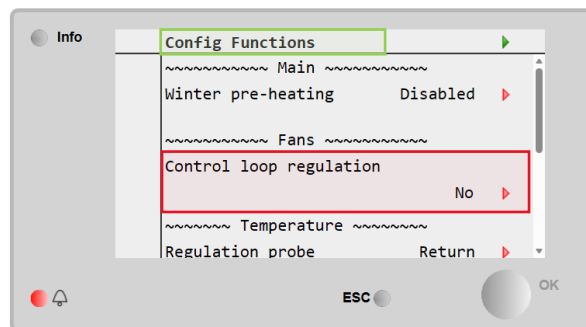 Info
Config Functions
~~~~~~~~~~~ Main ~~~~~~~~~~~
Winter pre-heating Disabled
~~~~~~~~~~~ Fans ~~~~~~~~~~~
Control loop regulation
No
~~~~~~~ Temperature ~~~~~~~~
Regulation probe Return
ESC
OK